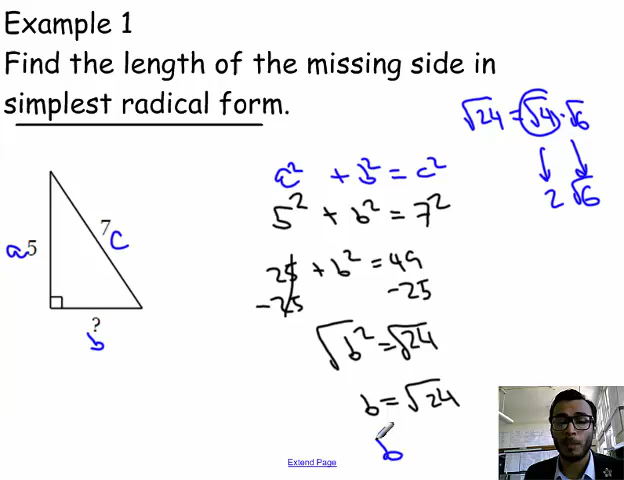 Example 1
Find the length of the missing side in
simplest radical form.
√24 = √4 · √6
2 √6
a² + b² = c²
5² + b² = 7²
25 + b² = 49
-25 -25
√b² = √24
b = √24
b
a 5
7 c
?
b
Extend Page